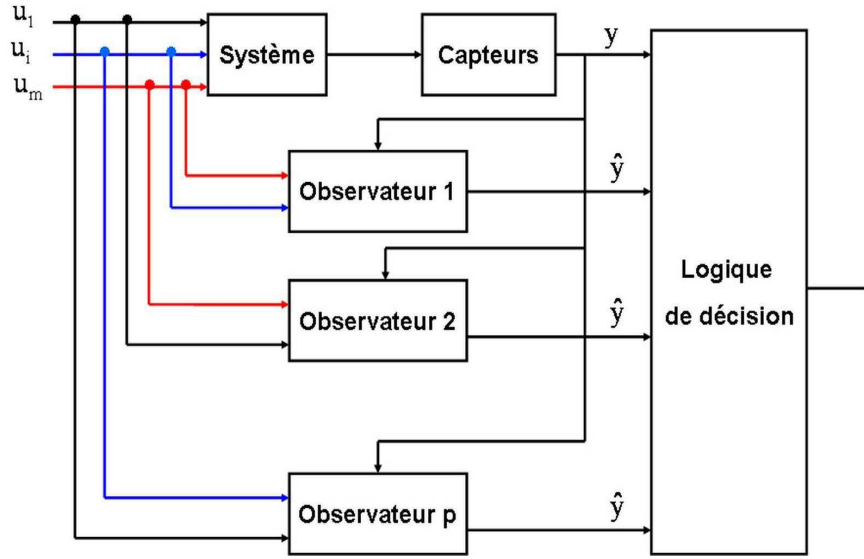 u₁
uᵢ
uₘ
Système
Capteurs
y
Observateur 1
ŷ
Observateur 2
ŷ
Logique
de décision
Observateur p
ŷ